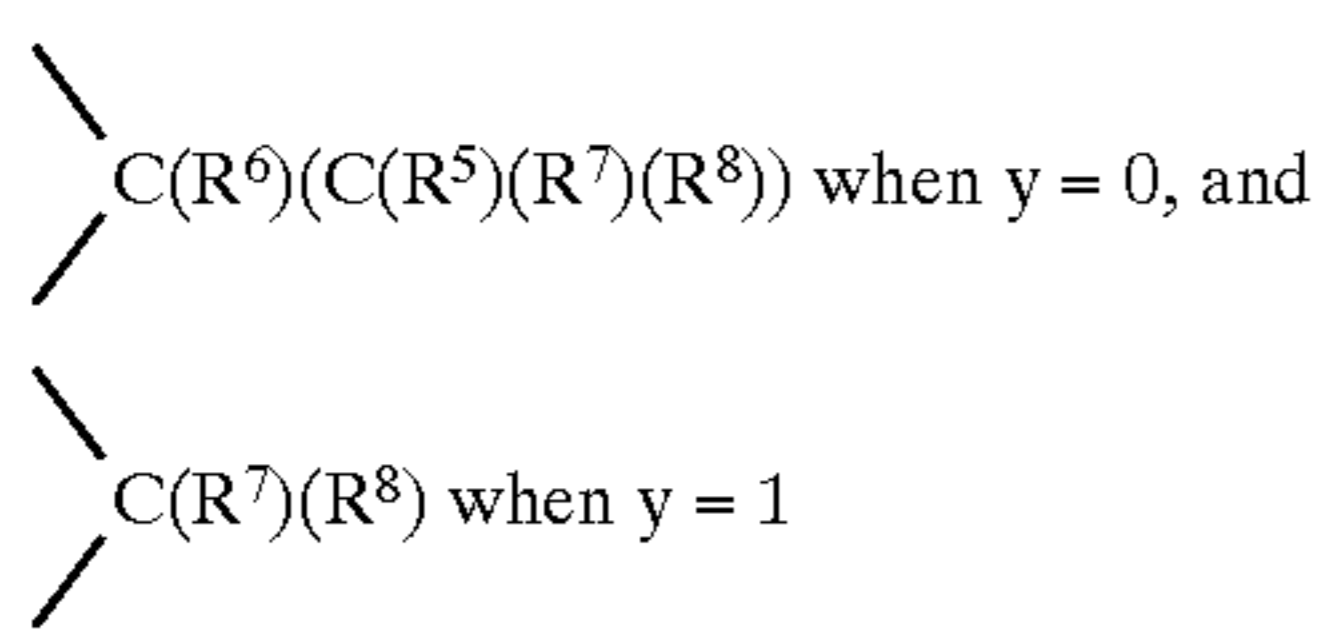 C(R⁶)(C(R⁵)(R⁷)(R⁸)) when y = 0, and
C(R⁷)(R⁸) when y = 1